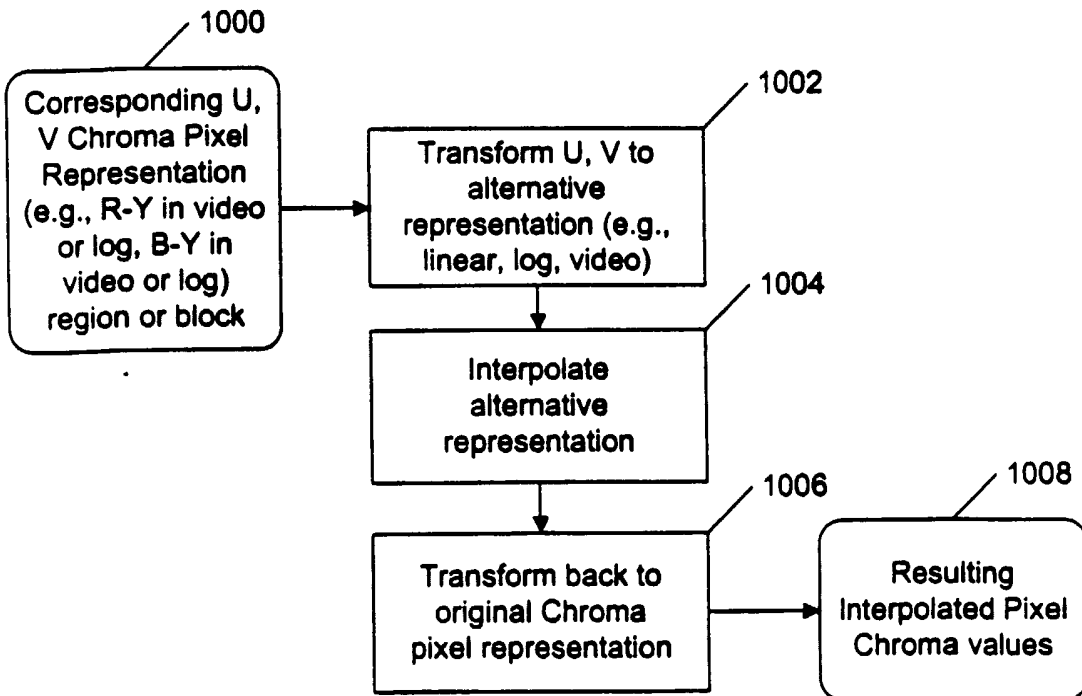 1000
Corresponding U,
V Chroma Pixel
Representation
(e.g., R-Y in video
or log, B-Y in
video or log)
region or block
1002
Transform U, V to
alternative
representation (e.g.,
linear, log, video)
1004
Interpolate
alternative
representation
1006
Transform back to
original Chroma
pixel representation
1008
Resulting
Interpolated Pixel
Chroma values